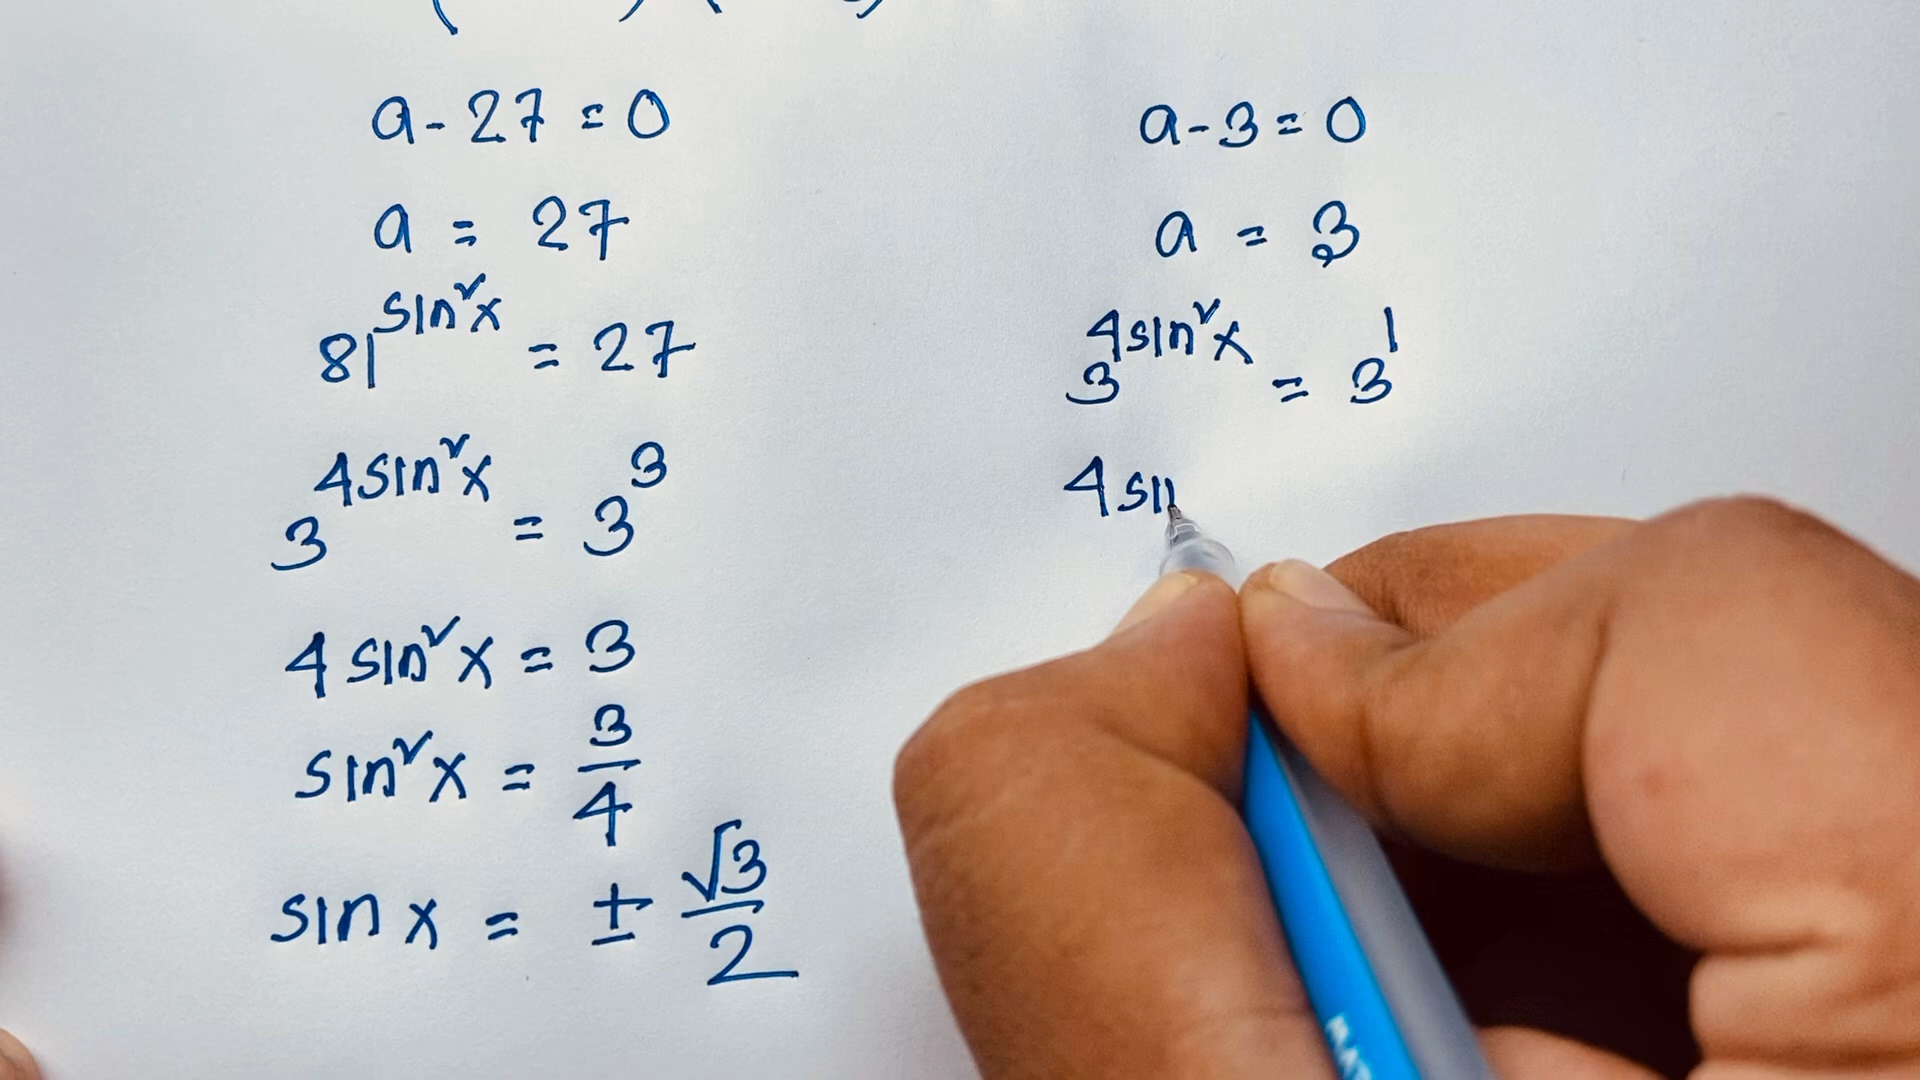 a - 27 = 0
a = 27
81^sin²x = 27
3^4sin²x = 3^3
4 sin²x = 3
sin²x = 3/4
sin x = ± √3/2
a - 3 = 0
a = 3
3^4sin²x = 3^1
4 sin